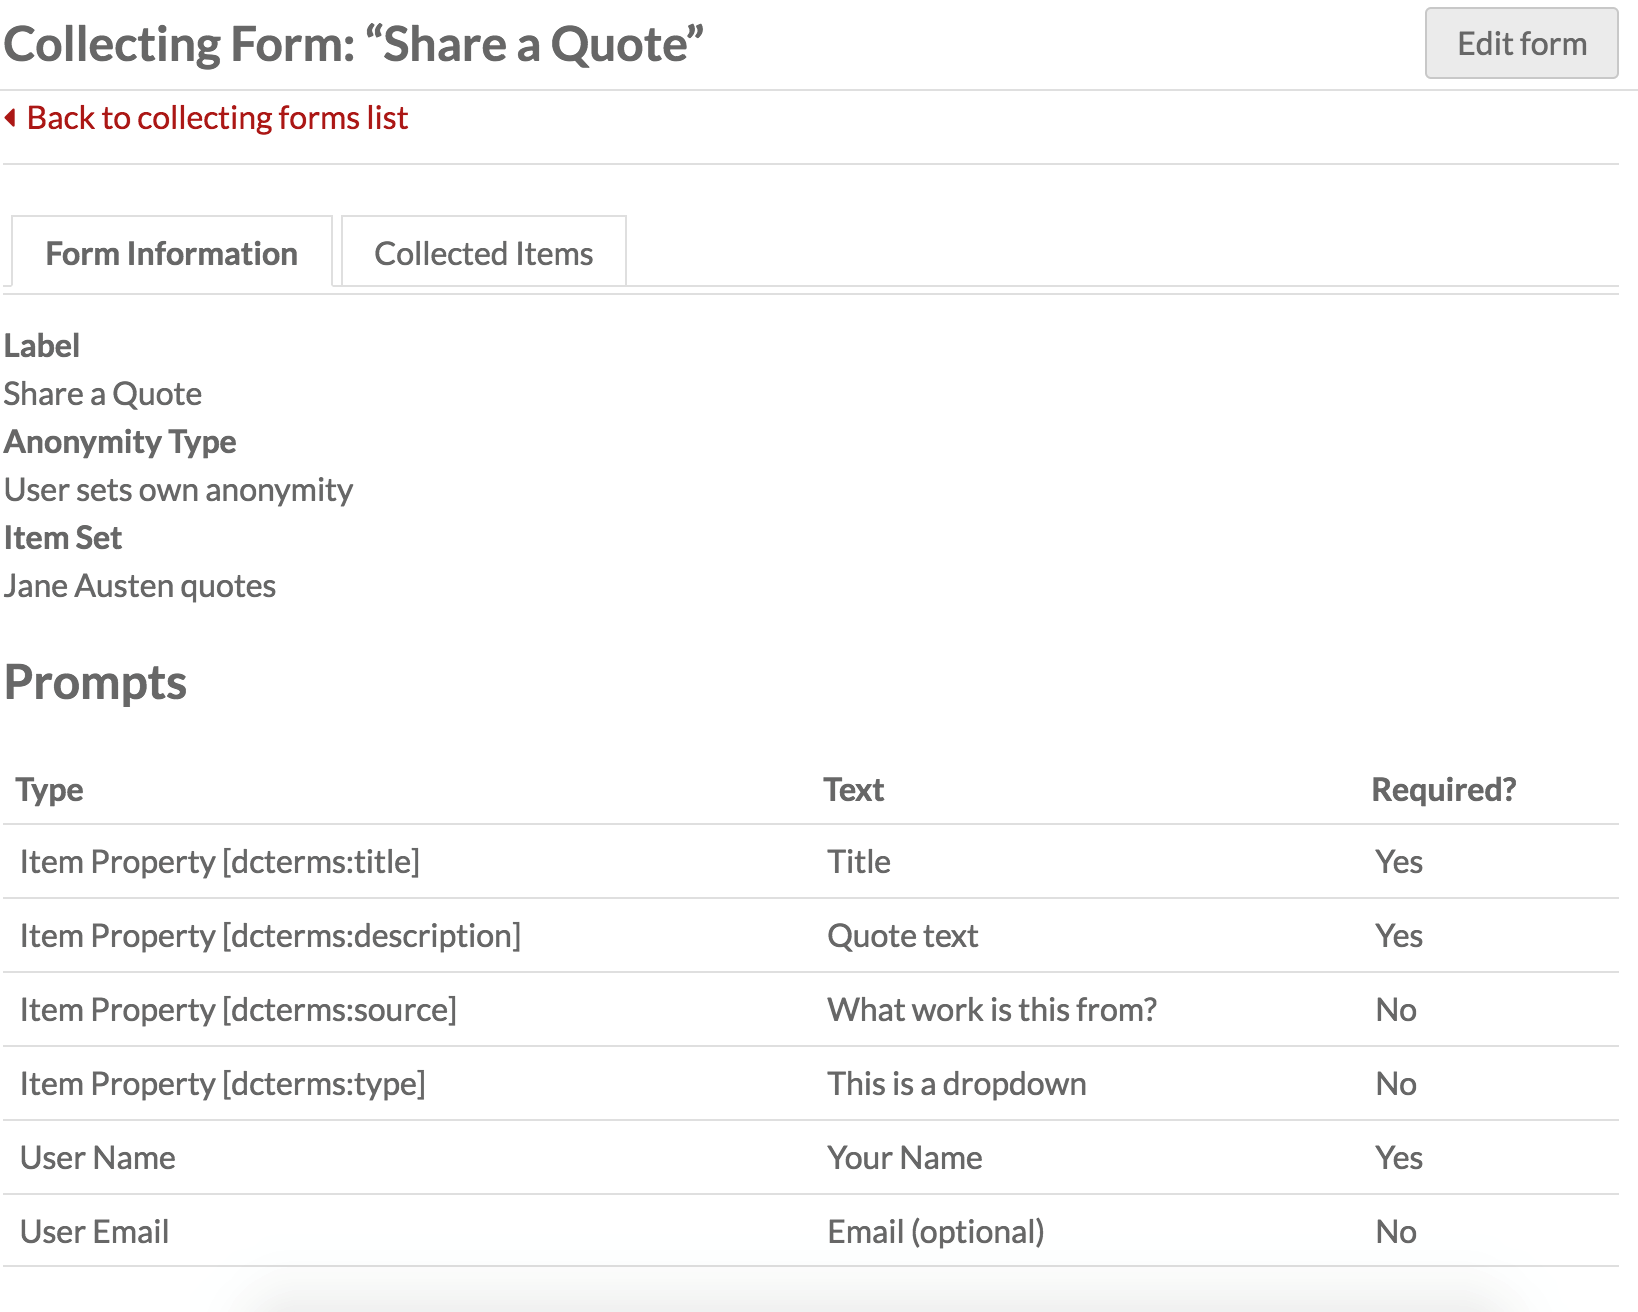 Collecting Form: “Share a Quote”
Edit form
Back to collecting forms list
Form Information
Collected Items
Label
Share a Quote
Anonymity Type
User sets own anonymity
Item Set
Jane Austen quotes
Prompts
Type Text Required?
Item Property [dcterms:title] Title Yes
Item Property [dcterms:description] Quote text Yes
Item Property [dcterms:source] What work is this from? No
Item Property [dcterms:type] This is a dropdown No
User Name Your Name Yes
User Email Email (optional) No